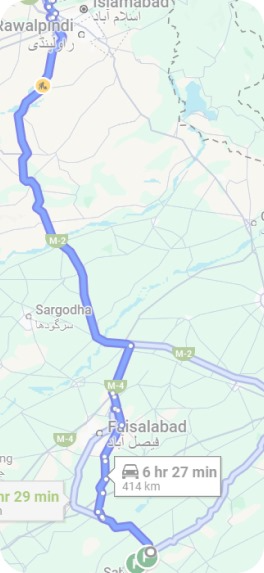 Islamabad
اسلام آباد
Rawalpindi
راولپنڈی
M-2
Sargodha
سرگودھا
M-2
M-4
Faisalabad
فیصل آباد
M-4
6 hr 27 min
414 km
hr 29 min